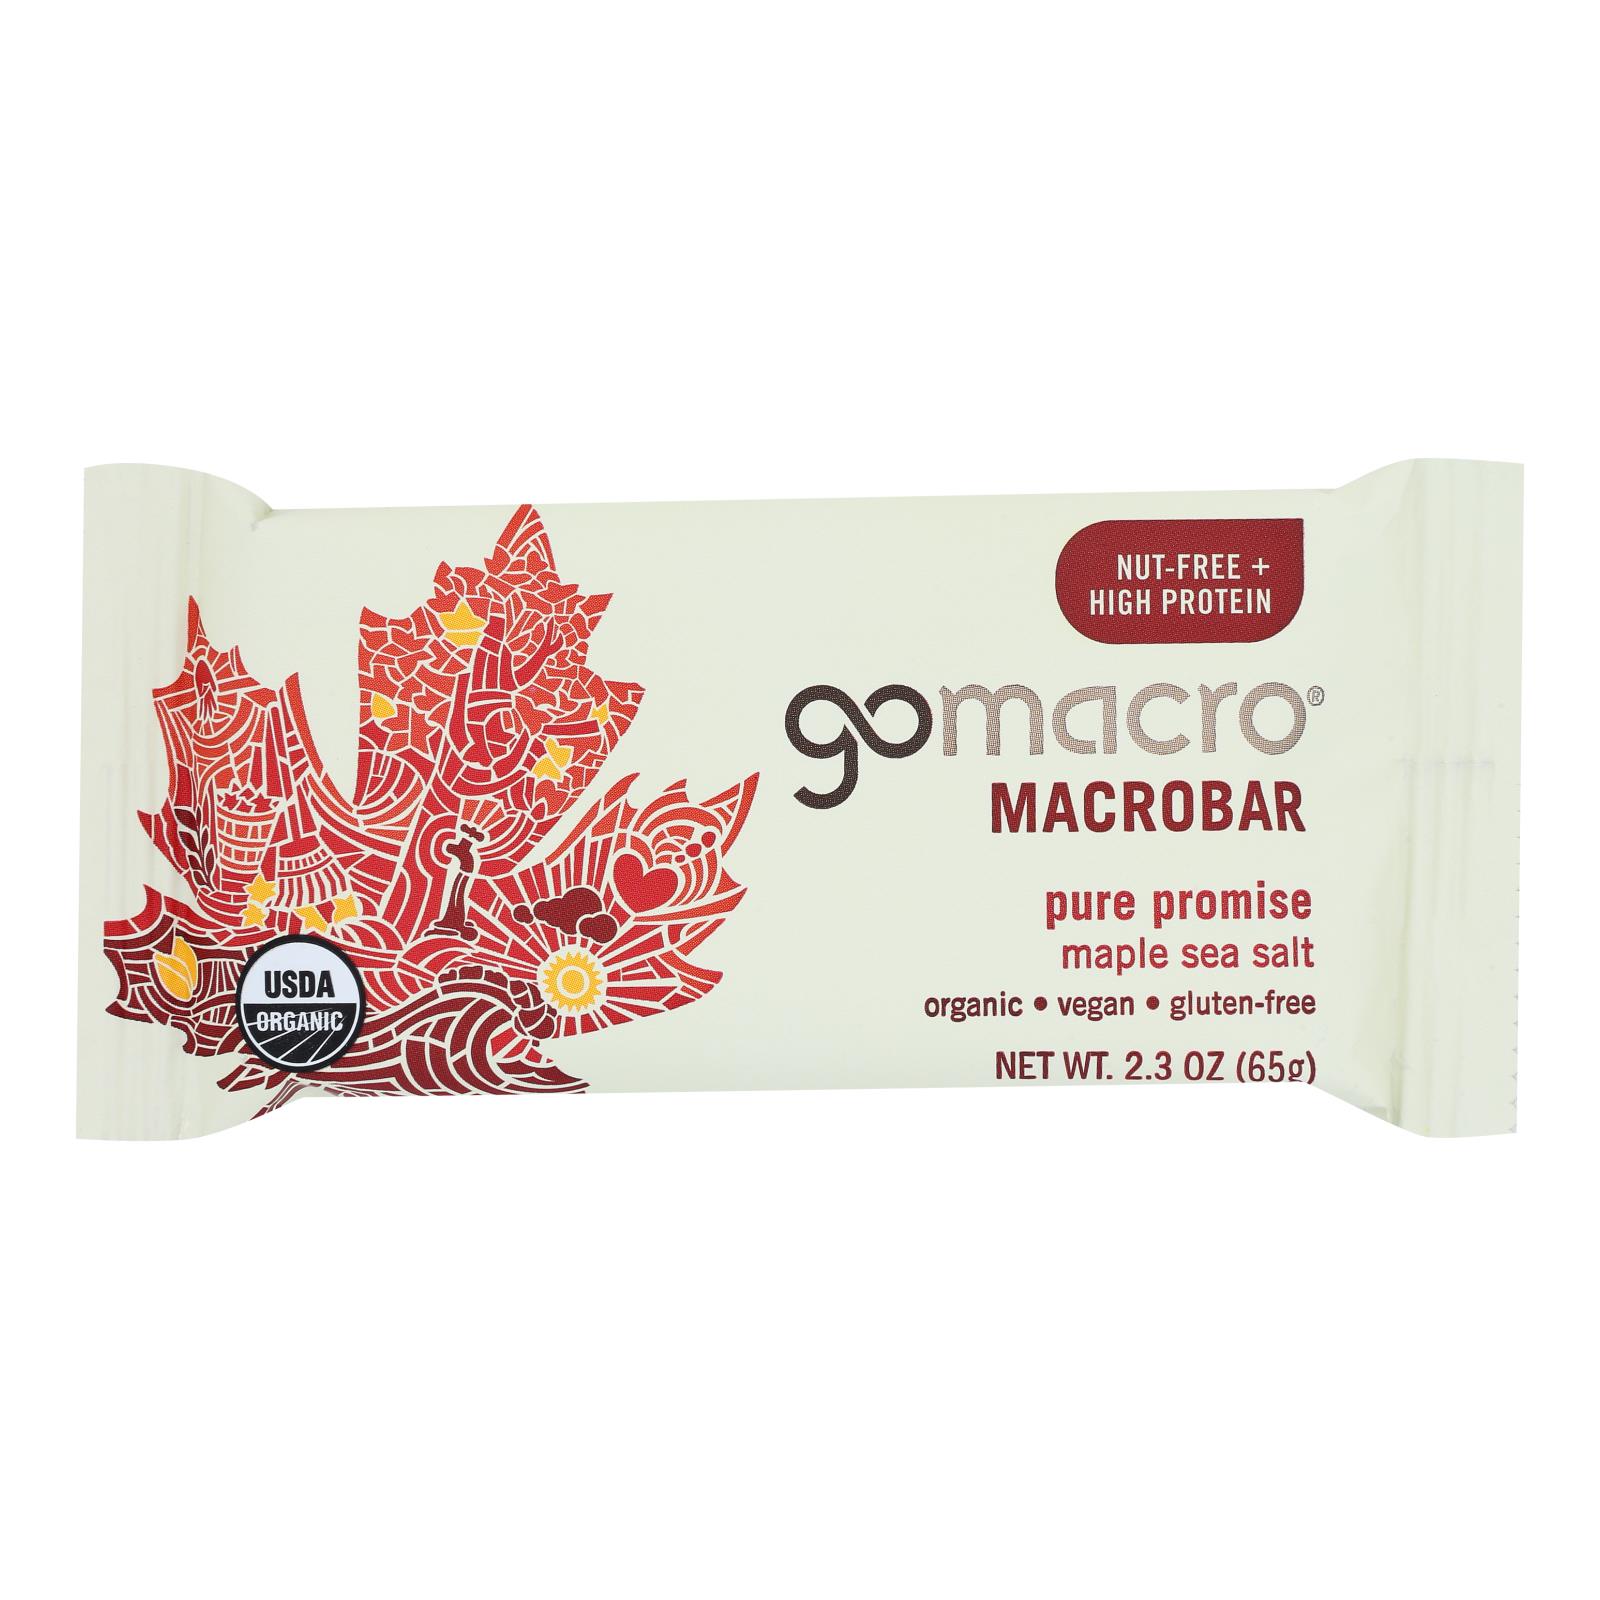 NUT-FREE +
HIGH PROTEIN
gomacro®
MACROBAR
pure promise
maple sea salt
organic • vegan • gluten-free
NET WT. 2.3 OZ (65g)
USDA
ORGANIC